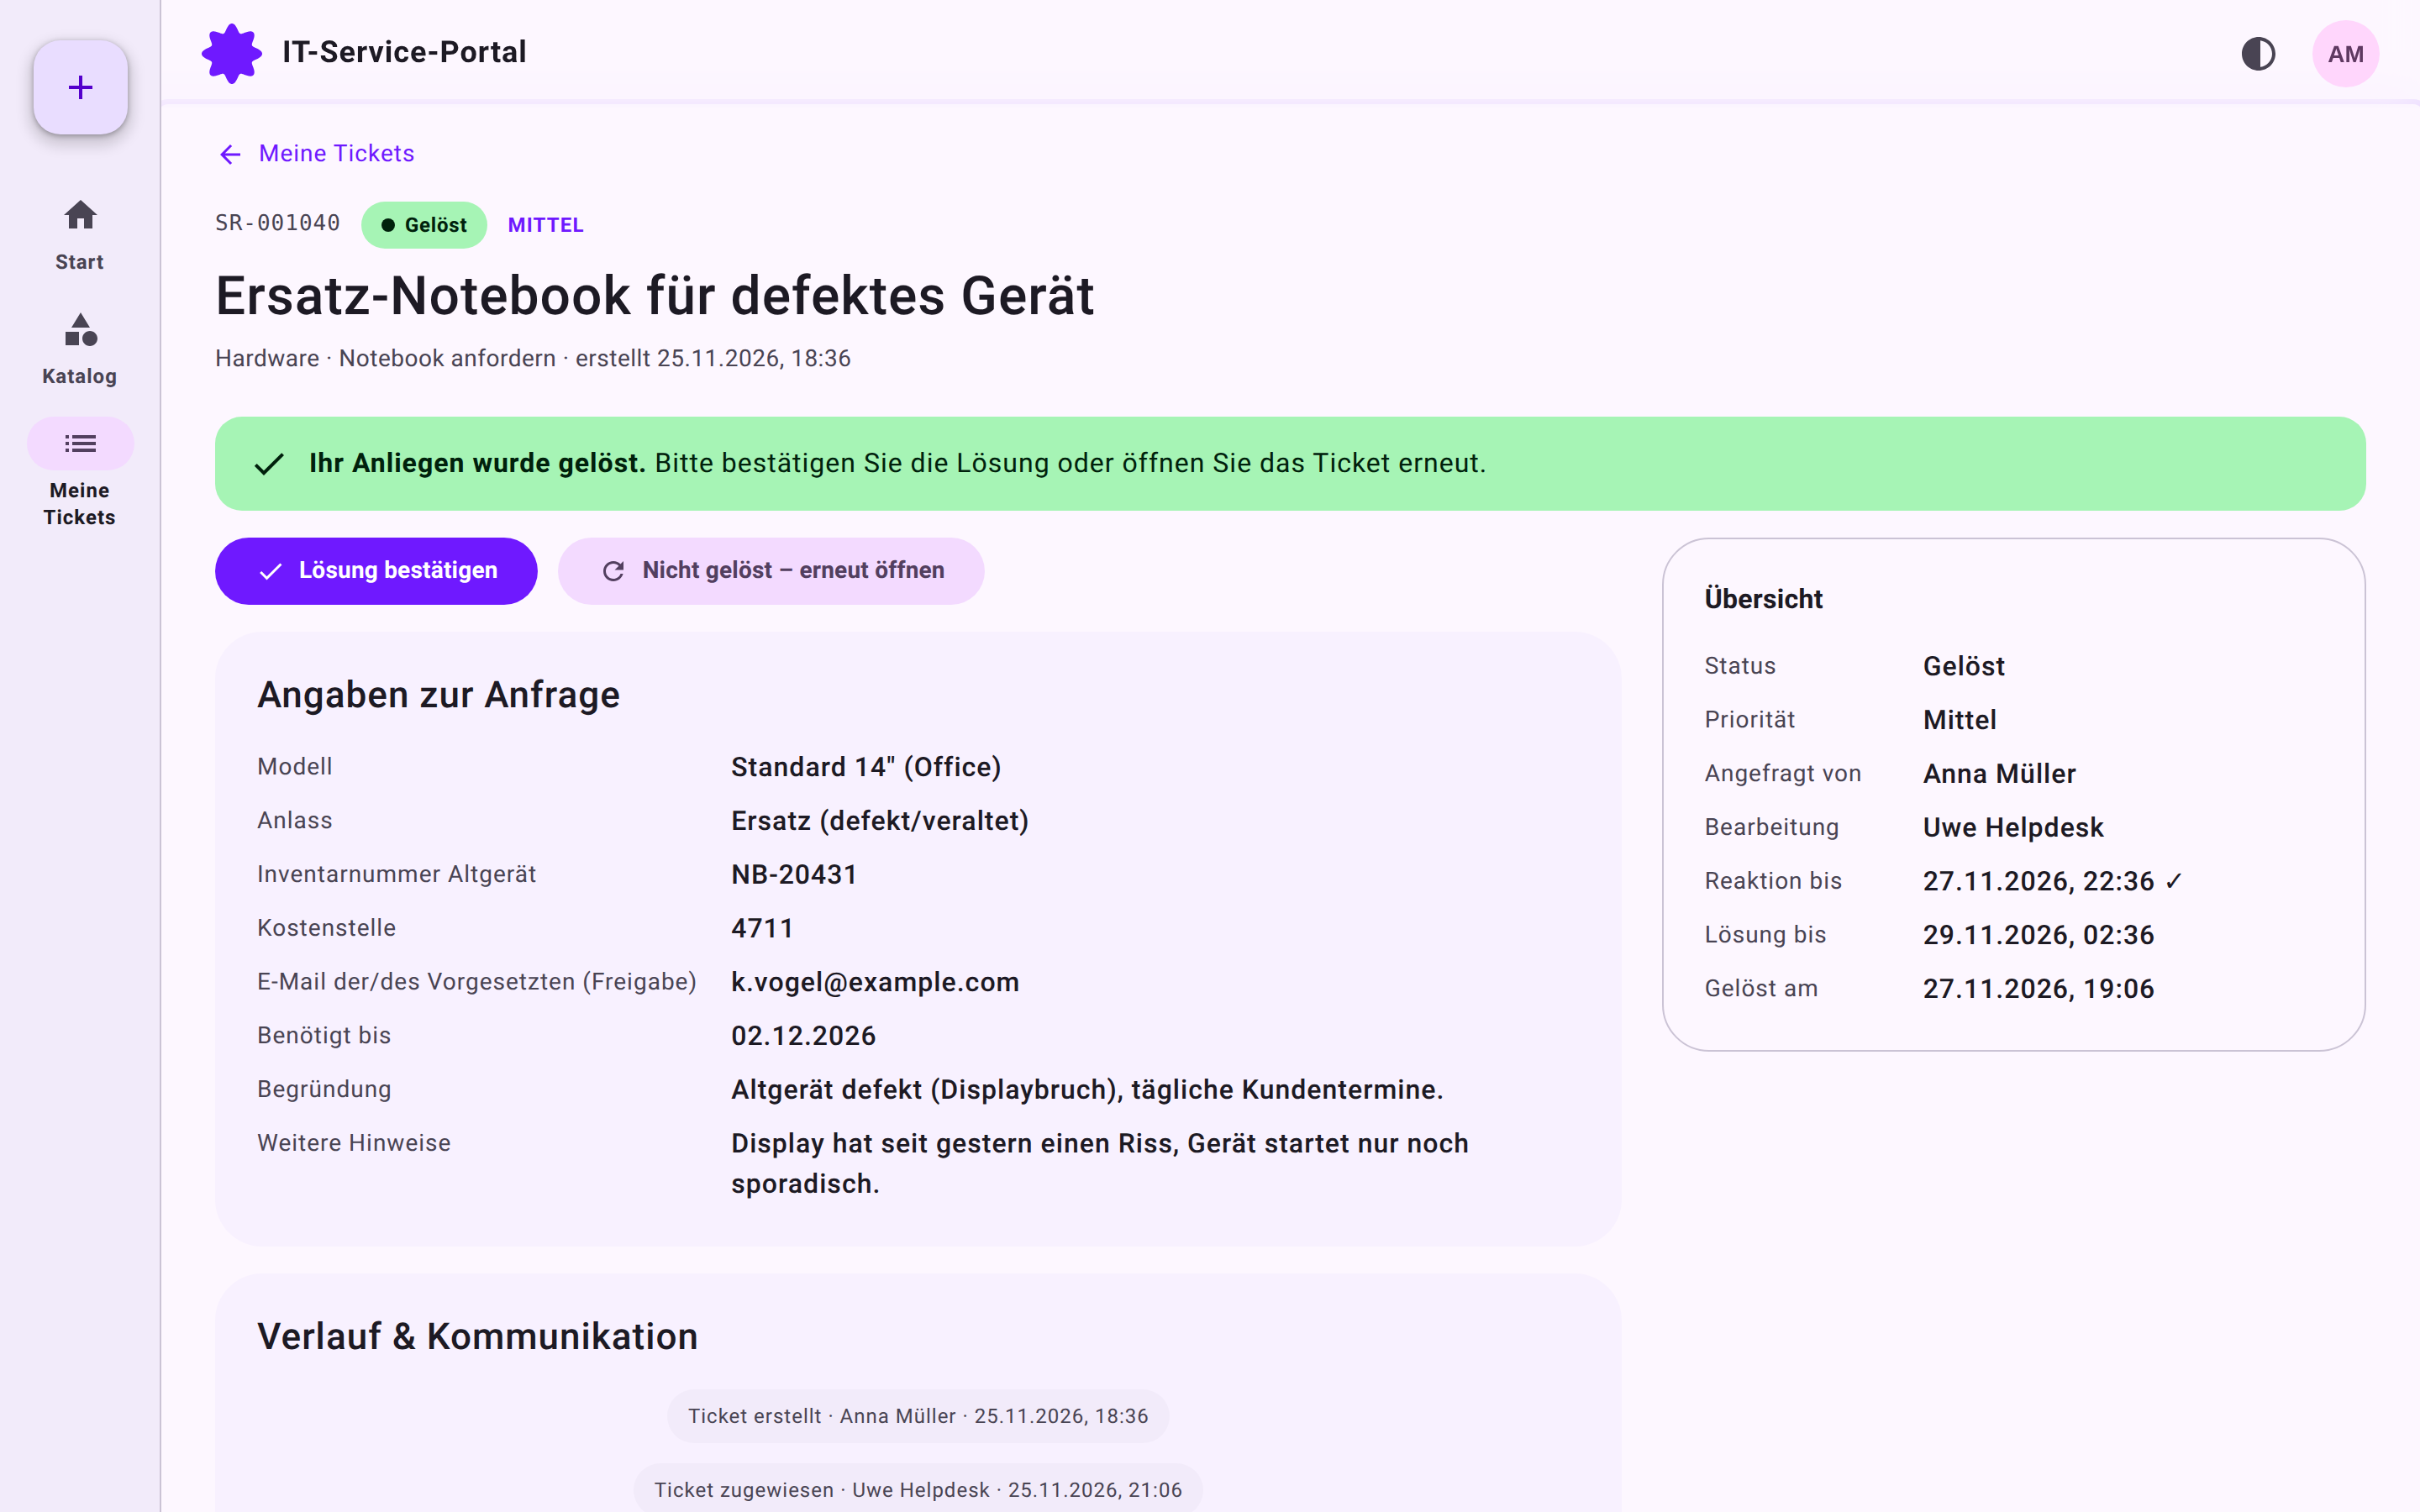 IT-Service-Portal
AM
Start
Katalog
Meine
Tickets
Meine Tickets
SR-001040
Gelöst
MITTEL
Ersatz-Notebook für defektes Gerät
Hardware · Notebook anfordern · erstellt 25.11.2026, 18:36
Ihr Anliegen wurde gelöst. Bitte bestätigen Sie die Lösung oder öffnen Sie das Ticket erneut.
Lösung bestätigen
Nicht gelöst – erneut öffnen
Angaben zur Anfrage
Modell Standard 14" (Office)
Anlass Ersatz (defekt/veraltet)
Inventarnummer Altgerät NB-20431
Kostenstelle 4711
E-Mail der/des Vorgesetzten (Freigabe) k.vogel@example.com
Benötigt bis 02.12.2026
Begründung Altgerät defekt (Displaybruch), tägliche Kundentermine.
Weitere Hinweise Display hat seit gestern einen Riss, Gerät startet nur noch
sporadisch.
Übersicht
Status Gelöst
Priorität Mittel
Angefragt von Anna Müller
Bearbeitung Uwe Helpdesk
Reaktion bis 27.11.2026, 22:36 ✓
Lösung bis 29.11.2026, 02:36
Gelöst am 27.11.2026, 19:06
Verlauf & Kommunikation
Ticket erstellt · Anna Müller · 25.11.2026, 18:36
Ticket zugewiesen · Uwe Helpdesk · 25.11.2026, 21:06